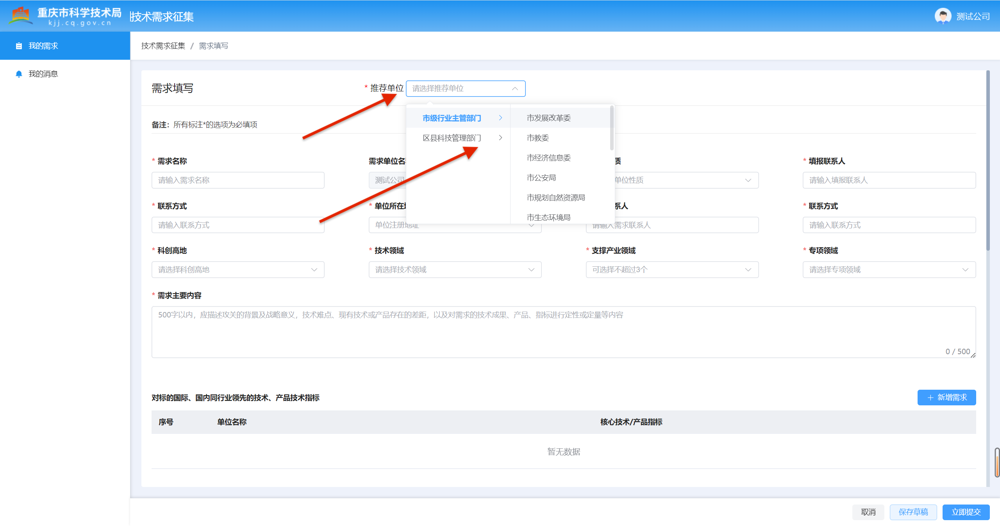 重庆市科学技术局
kjj.cq.gov.cn
技术需求征集
测试公司
我的需求
我的消息
技术需求征集 / 需求填写
需求填写
* 推荐单位
请选择推荐单位
市级行业主管部门
区县科技管理部门
市发展改革委
市教委
市经济信息委
市公安局
市规划自然资源局
市生态环境局
备注：所有标注*的选项为必填项
* 需求名称
需求单位名
质
* 填报联系人
请输入需求名称
测试公司
单位性质
请输入填报联系人
* 联系方式
* 单位所在
系人
* 联系方式
请输入联系方式
单位注册地址
请输入需求联系人
请输入联系方式
* 科创高地
* 技术领域
* 支撑产业领域
* 专项领域
请选择科创高地
请选择技术领域
可选择不超过3个
请选择专项领域
* 需求主要内容
500字以内，应描述攻关的背景及战略意义，技术难点、现有技术或产品存在的差距，以及对需求的技术成果、产品、指标进行定性或定量等内容
0 / 500
对标的国际、国内同行业领先的技术、产品技术指标
+ 新增需求
序号 单位名称 核心技术/产品指标
暂无数据
取消
保存草稿
立即提交